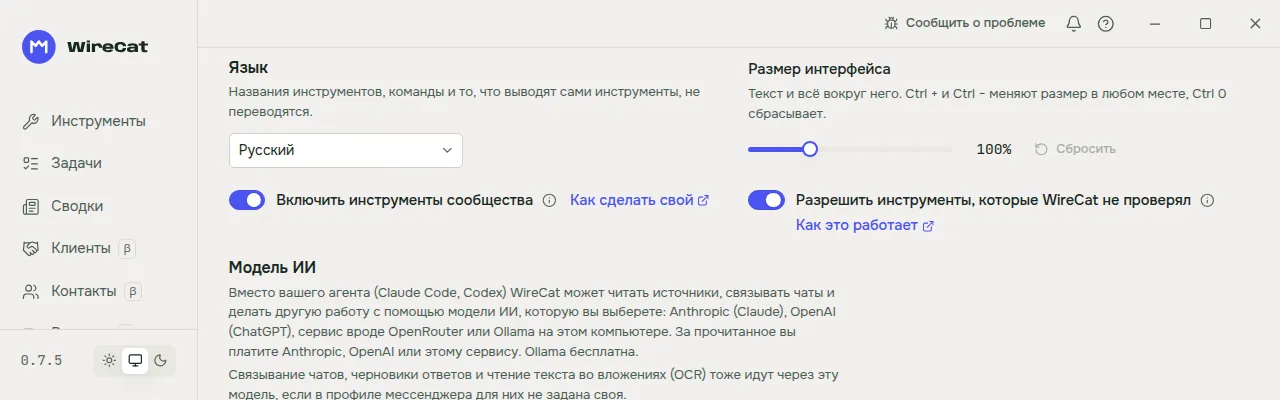 WireCat
Сообщить о проблеме
Инструменты
Задачи
Сводки
Клиенты β
Контакты β
0.7.5
Язык
Названия инструментов, команды и то, что выводят сами инструменты, не
переводятся.
Русский
Размер интерфейса
Текст и всё вокруг него. Ctrl + и Ctrl − меняют размер в любом месте, Ctrl 0
сбрасывает.
100% Сбросить
Включить инструменты сообщества Как сделать свой
Разрешить инструменты, которые WireCat не проверял
Как это работает
Модель ИИ
Вместо вашего агента (Claude Code, Codex) WireCat может читать источники, связывать чаты и
делать другую работу с помощью модели ИИ, которую вы выберете: Anthropic (Claude), OpenAI
(ChatGPT), сервис вроде OpenRouter или Ollama на этом компьютере. За прочитанное вы
платите Anthropic, OpenAI или этому сервису. Ollama бесплатна.
Связывание чатов, черновики ответов и чтение текста во вложениях (OCR) тоже идут через эту
модель, если в профиле мессенджера для них не задана своя.